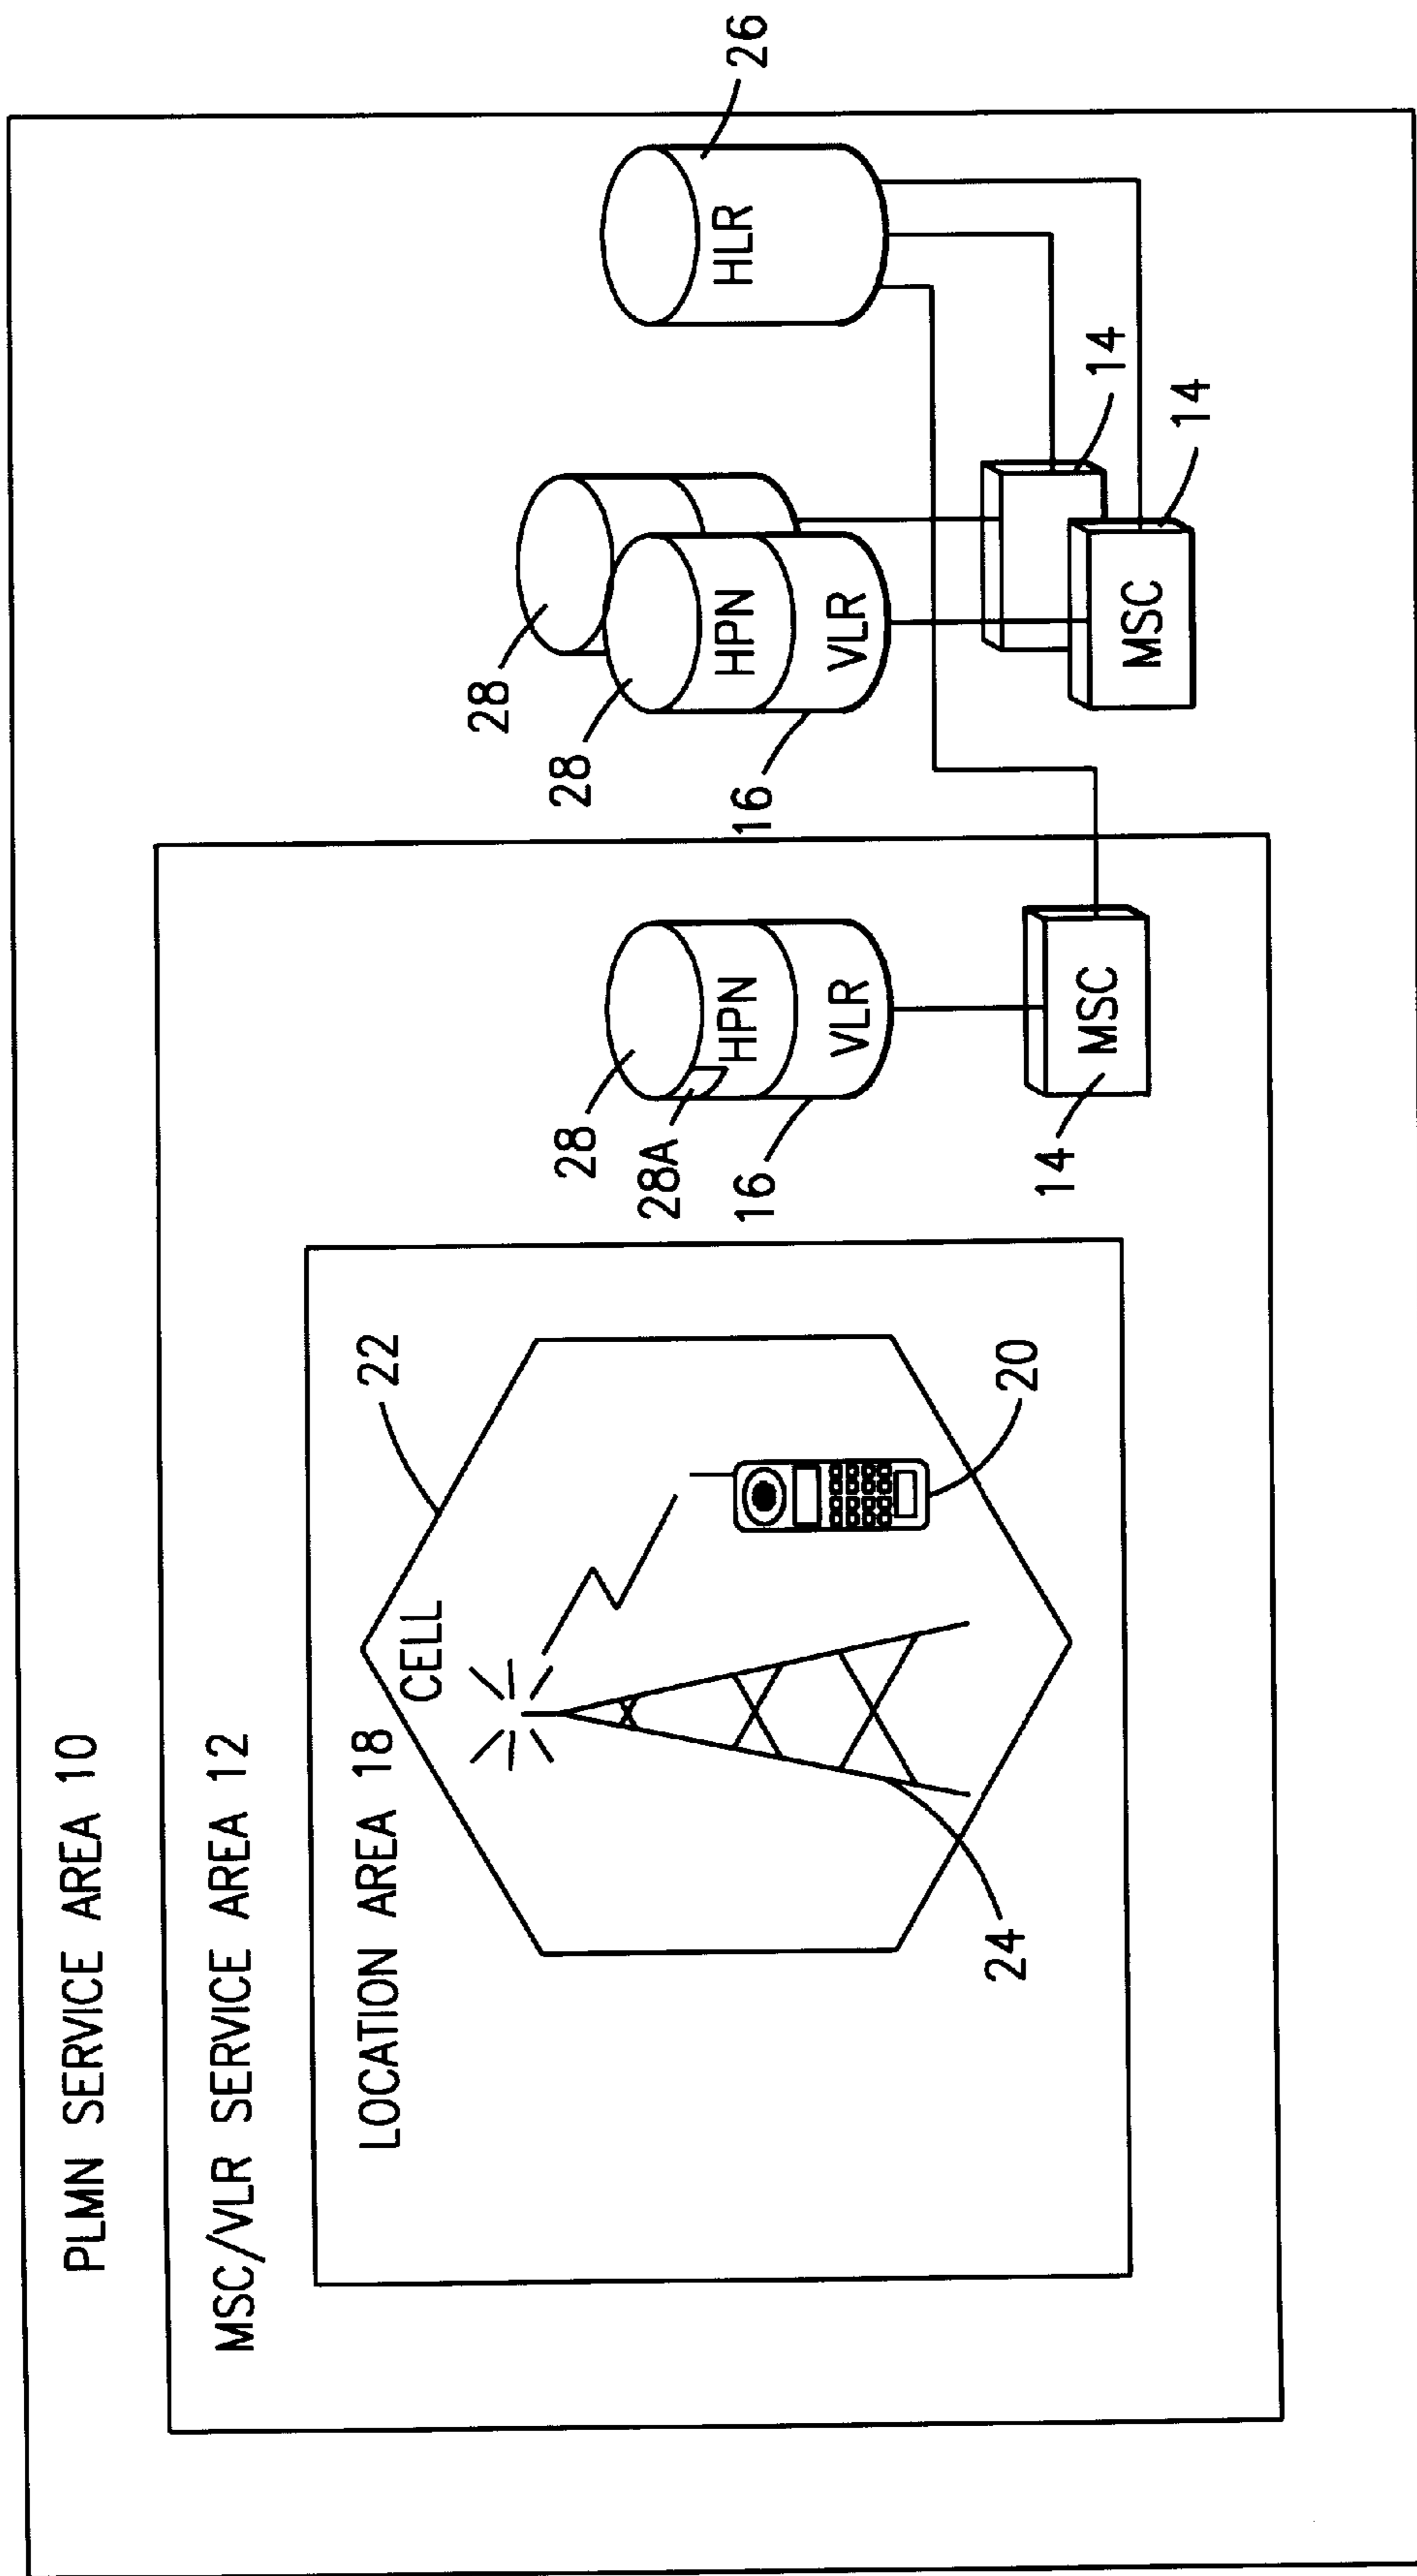 PLMN SERVICE AREA 10
MSC/VLR SERVICE AREA 12
LOCATION AREA 18
CELL
22
20
24
28
28A
HPN
VLR
16
MSC
14
28
28
HPN
VLR
16
MSC
14
14
HLR
26